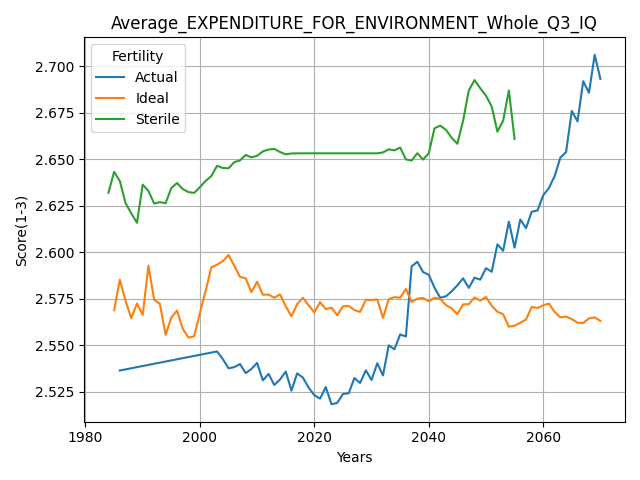 Average_EXPENDITURE_FOR_ENVIRONMENT_Whole_Q3_IQ
Fertility
Actual
Ideal
Sterile
Score(1-3)
2.700
2.675
2.650
2.625
2.600
2.575
2.550
2.525
1980
2000
2020
2040
2060
Years